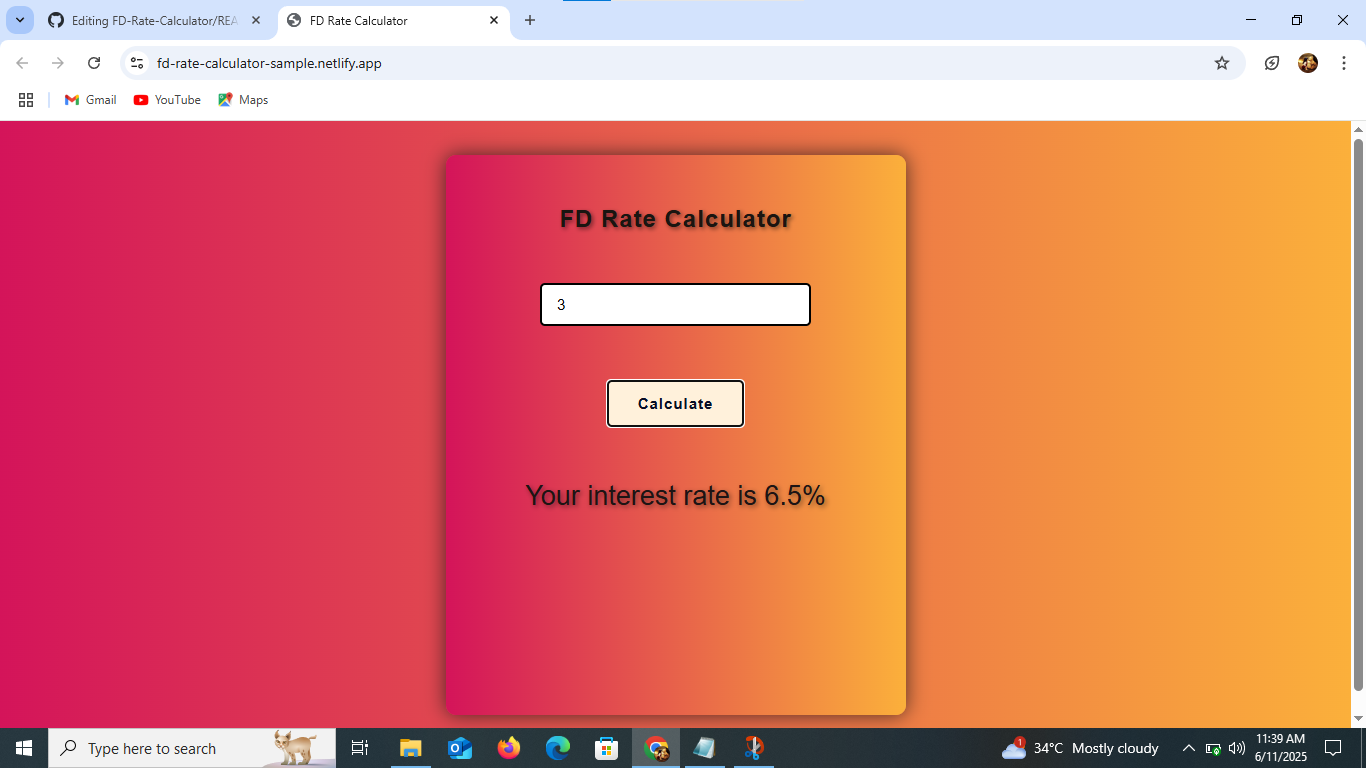 Editing FD-Rate-Calculator/REA
FD Rate Calculator
fd-rate-calculator-sample.netlify.app
Gmail
YouTube
Maps
FD Rate Calculator
3
Calculate
Your interest rate is 6.5%
Type here to search
1
34°C Mostly cloudy
11:39 AM
6/11/2025